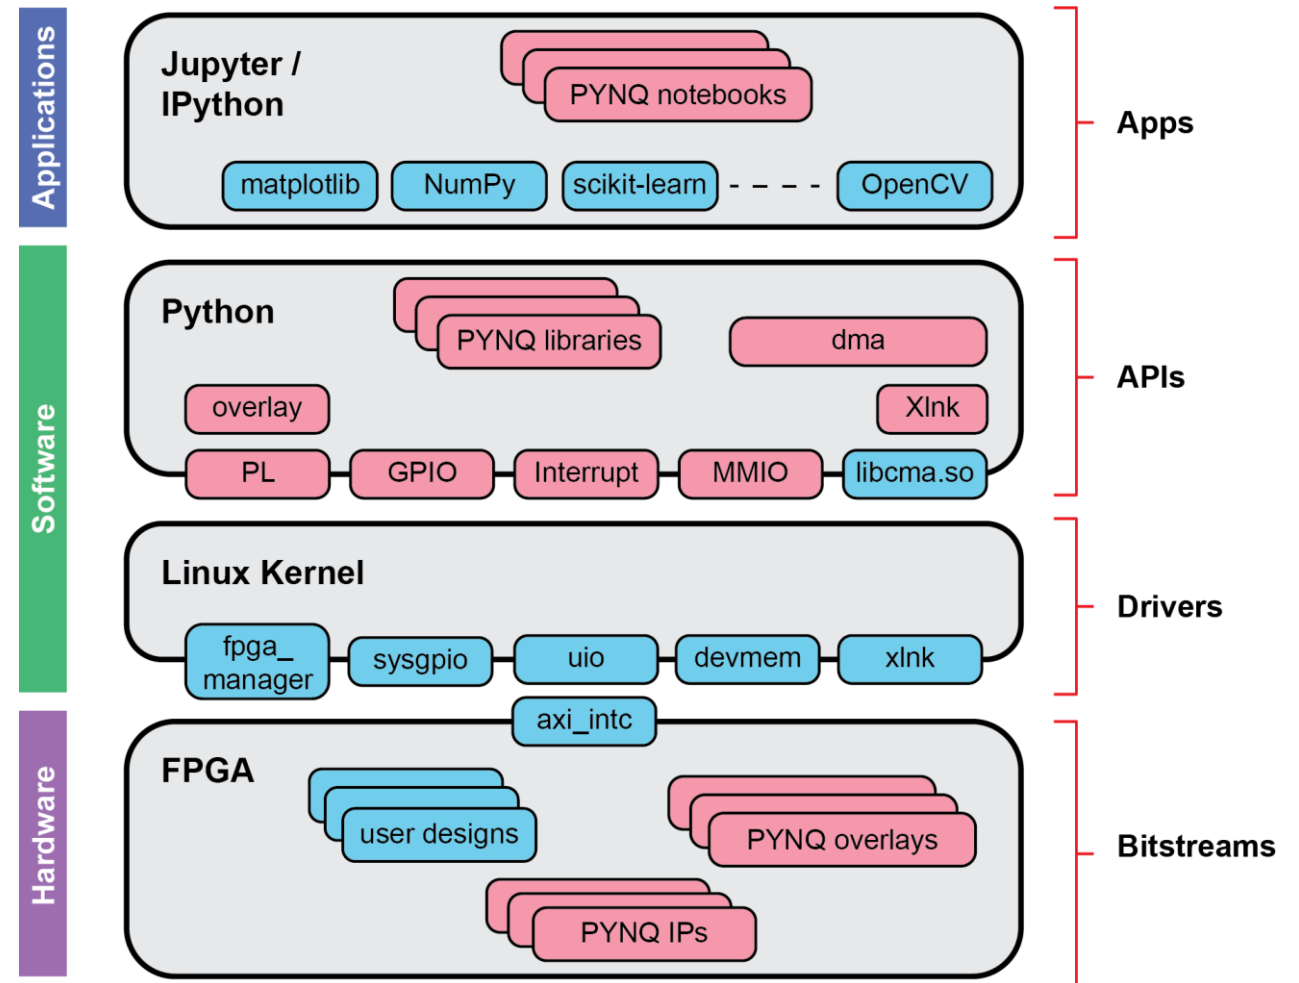 Applications
Jupyter /
IPython
PYNQ notebooks
matplotlib
NumPy
scikit-learn
OpenCV
Apps
Software
Python
PYNQ libraries
dma
overlay
Xlnk
PL
GPIO
Interrupt
MMIO
libcma.so
APIs
Linux Kernel
fpga_
manager
sysgpio
uio
devmem
xlnk
Drivers
Hardware
axi_intc
FPGA
user designs
PYNQ overlays
PYNQ IPs
Bitstreams